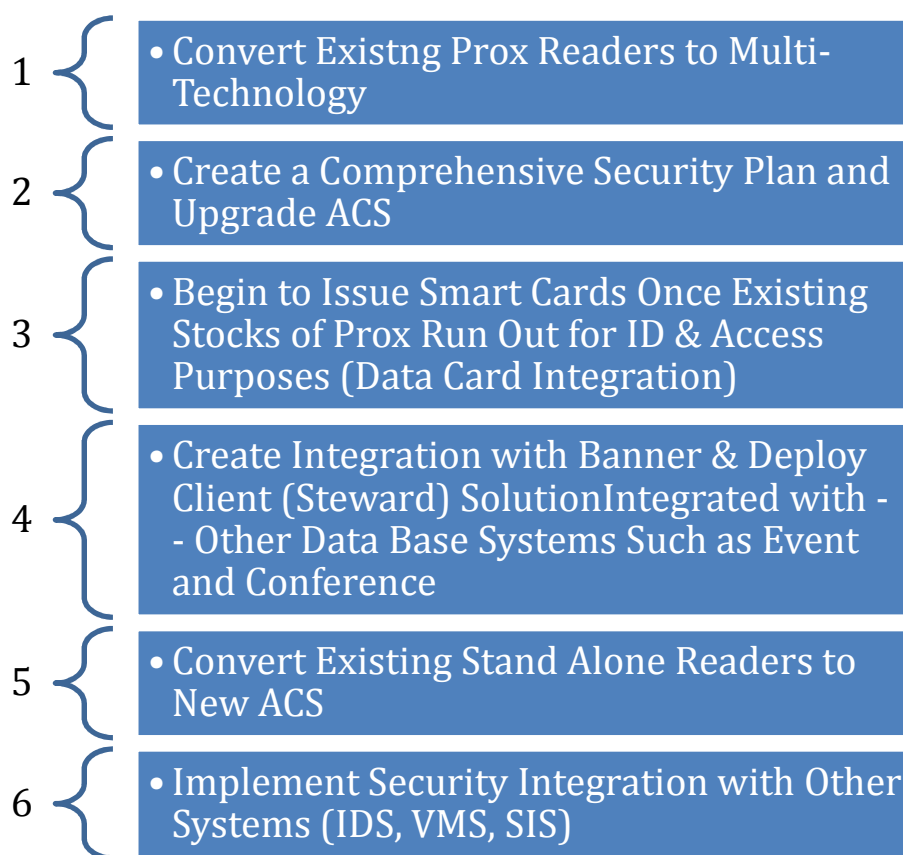 1
• Convert Existng Prox Readers to Multi-
Technology
2
• Create a Comprehensive Security Plan and
Upgrade ACS
3
• Begin to Issue Smart Cards Once Existing
Stocks of Prox Run Out for ID & Access
Purposes (Data Card Integration)
4
• Create Integration with Banner & Deploy
Client (Steward) SolutionIntegrated with -
- Other Data Base Systems Such as Event
and Conference
5
• Convert Existing Stand Alone Readers to
New ACS
6
• Implement Security Integration with Other
Systems (IDS, VMS, SIS)